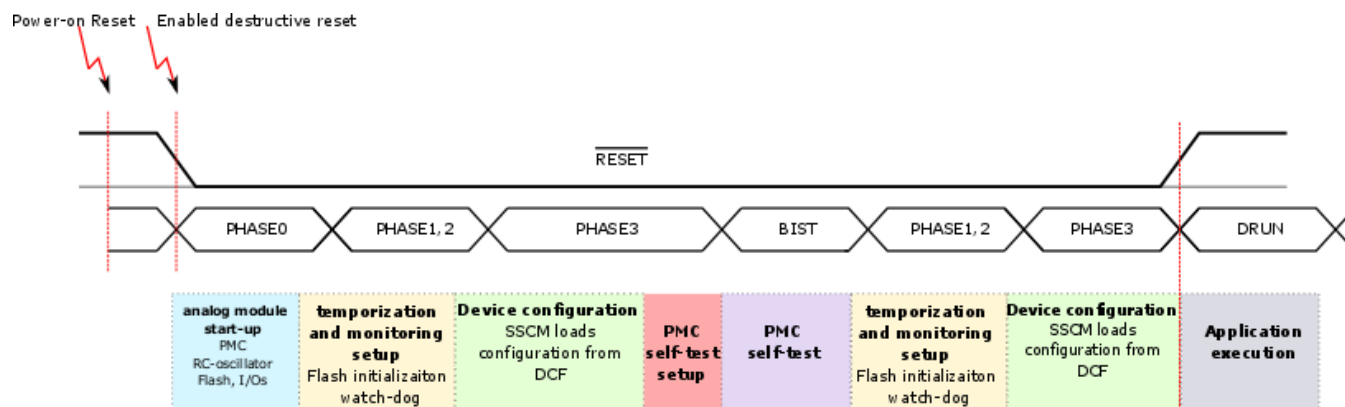 Power-on Reset
Enabled destructive reset
RESET
PHASE0
PHASE1,2
PHASE3
BIST
PHASE1,2
PHASE3
DRUN
analog module
start-up
PMC
RC-oscillator
Flash, I/Os
temporization
and monitoring
setup
Flash initializaiton
watch-dog
Device configuration
SSCM loads
configuration from
DCF
PMC
self-test
setup
PMC
self-test
temporization
and monitoring
setup
Flash initializaiton
watch-dog
Device configuration
SSCM loads
configuration from
DCF
Application
execution